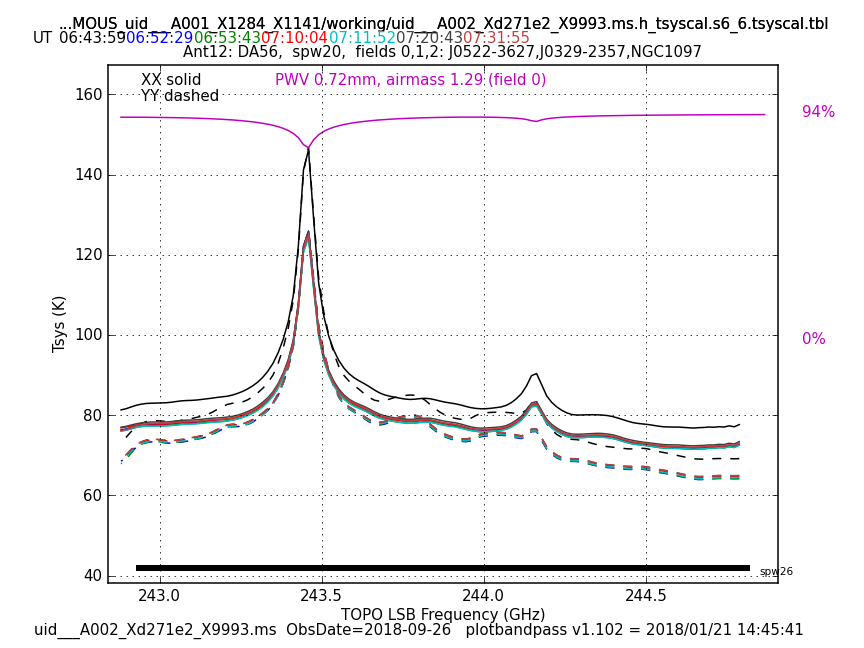 ...MOUS_uid___A001_X1284_X1141/working/uid___A002_Xd271e2_X9993.ms.h_tsyscal.s6_6.tsyscal.tbl
UT 06:43:59 06:52:29 06:53:43 07:10:04 07:11:52 07:20:43 07:31:55
Ant12: DA56,  spw20,  fields 0,1,2: J0522-3627,J0329-2357,NGC1097
XX solid
PWV 0.72mm, airmass 1.29 (field 0)
YY dashed
160
94%
140
120
Tsys (K)
100
0%
80
60
40
spw26
243.0 243.5 244.0 244.5
TOPO LSB Frequency (GHz)
uid___A002_Xd271e2_X9993.ms  ObsDate=2018-09-26   plotbandpass v1.102 = 2018/01/21 14:45:41